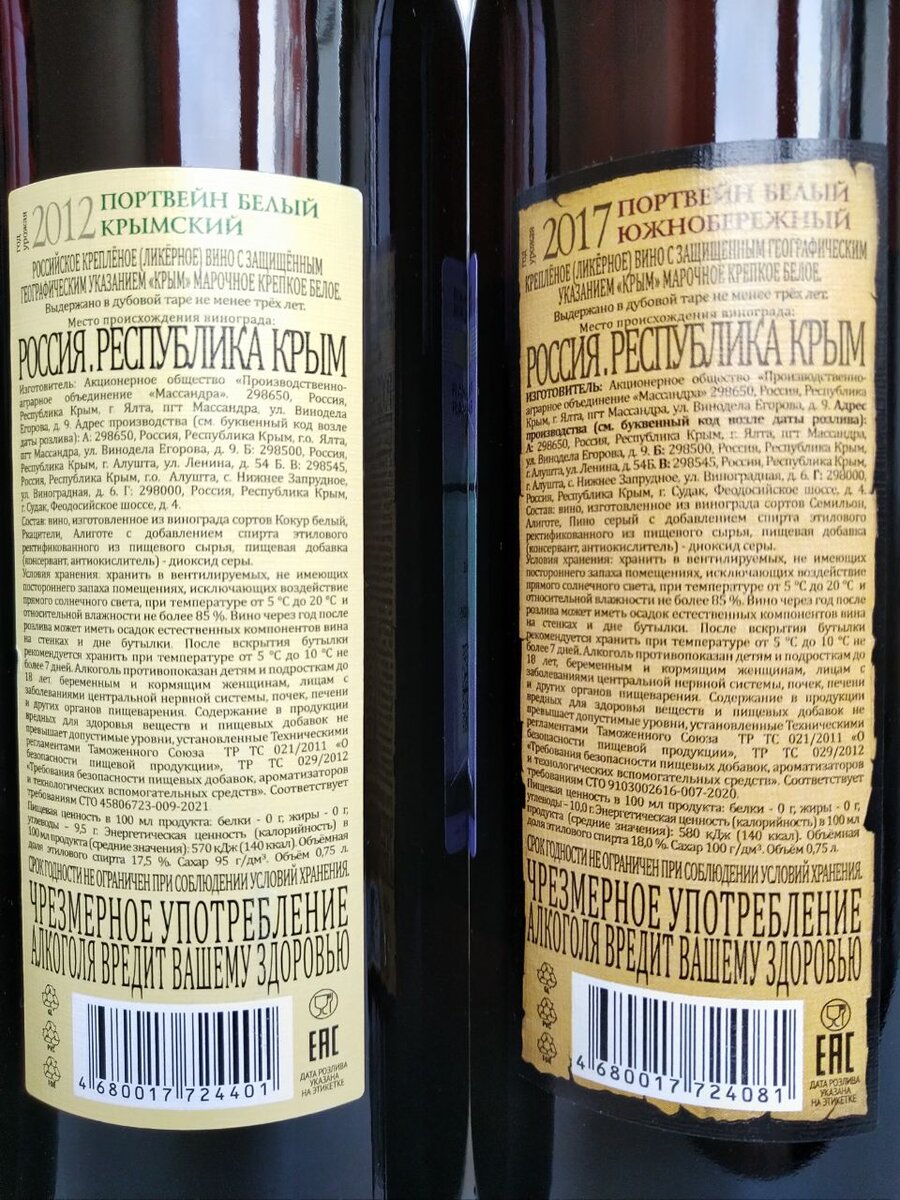 год урожая
2012
ПОРТВЕЙН БЕЛЫЙ
КРЫМСКИЙ
РОССИЙСКОЕ КРЕПЛЁНОЕ (ЛИКЁРНОЕ) ВИНО С ЗАЩИЩЁННЫМ
ГЕОГРАФИЧЕСКИМ УКАЗАНИЕМ «КРЫМ» МАРОЧНОЕ КРЕПКОЕ БЕЛОЕ.
Выдержано в дубовой таре не менее трёх лет.
Место происхождения винограда:
РОССИЯ.РЕСПУБЛИКА КРЫМ
Изготовитель: Акционерное общество «Производственно-
аграрное объединение «Массандра». 298650, Россия,
Республика Крым, г. Ялта, пгт Массандра, ул. Винодела
Егорова, д. 9. Адрес производства (см. буквенный код возле
даты розлива): А: 298650, Россия, Республика Крым, г.о. Ялта,
пгт Массандра, ул. Винодела Егорова, д. 9. Б: 298500, Россия,
Республика Крым, г. Алушта, ул. Ленина, д. 54 Б. В: 298545,
Россия, Республика Крым, г.о. Алушта, с. Нижнее Запрудное,
ул. Виноградная, д. 6. Г: 298000, Россия, Республика Крым,
г. Судак, Феодосийское шоссе, д. 4.
Состав: вино, изготовленное из винограда сортов Кокур белый,
Ркацители, Алиготе с добавлением спирта этилового
ректификованного из пищевого сырья, пищевая добавка
(консервант, антиокислитель) - диоксид серы.
Условия хранения: хранить в вентилируемых, не имеющих
постороннего запаха помещениях, исключающих воздействие
прямого солнечного света, при температуре от 5 °С до 20 °С и
относительной влажности не более 85 %. Вино через год после
розлива может иметь осадок естественных компонентов вина
на стенках и дне бутылки. После вскрытия бутылки
рекомендуется хранить при температуре от 5 °С до 10 °С не
более 7 дней. Алкоголь противопоказан детям и подросткам до
18 лет, беременным и кормящим женщинам, лицам с
заболеваниями центральной нервной системы, почек, печени
и других органов пищеварения. Содержание в продукции
вредных для здоровья веществ и пищевых добавок не
превышает допустимые уровни, установленные Техническими
регламентами Таможенного Союза ТР ТС 021/2011 «О
безопасности пищевой продукции», ТР ТС 029/2012
«Требования безопасности пищевых добавок, ароматизаторов
и технологических вспомогательных средств». Соответствует
требованиям СТО 45806723-009-2021
Пищевая ценность в 100 мл продукта: белки - 0 г, жиры - 0 г,
углеводы - 9,5 г. Энергетическая ценность (калорийность) в
100 мл продукта (средние значения): 570 кДж (140 ккал). Объёмная
доля этилового спирта 17,5 %. Сахар 95 г/дм³. Объём 0,75 л.
СРОК ГОДНОСТИ НЕ ОГРАНИЧЕН ПРИ СОБЛЮДЕНИИ УСЛОВИЙ ХРАНЕНИЯ.
ЧРЕЗМЕРНОЕ УПОТРЕБЛЕНИЕ
АЛКОГОЛЯ ВРЕДИТ ВАШЕМУ ЗДОРОВЬЮ
EAC
4 680017 724401
ДАТА РОЗЛИВА
УКАЗАНА
НА ЭТИКЕТКЕ
год урожая
2017
ПОРТВЕЙН БЕЛЫЙ
ЮЖНОБЕРЕЖНЫЙ
КРЕПЛЁНОЕ (ЛИКЁРНОЕ) ВИНО С ЗАЩИЩЁННЫМ ГЕОГРАФИЧЕСКИМ
УКАЗАНИЕМ «КРЫМ» МАРОЧНОЕ КРЕПКОЕ БЕЛОЕ.
Выдержано в дубовой таре не менее трёх лет.
Место происхождения винограда:
РОССИЯ.РЕСПУБЛИКА КРЫМ
ИЗГОТОВИТЕЛЬ: Акционерное общество «Производственно-
аграрное объединение «Массандра» 298650, Россия, Республика
Крым, г. Ялта, пгт Массандра, ул. Винодела Егорова, д. 9. Адрес
производства (см. буквенный код возле даты розлива):
А: 298650, Россия, Республика Крым, г. Ялта, пгт Массандра,
ул. Винодела Егорова, д. 9. Б: 298500, Россия, Республика Крым,
г. Алушта, ул. Ленина, д. 54Б. В: 298545, Россия, Республика Крым,
г. Алушта, с. Нижнее Запрудное, ул. Виноградная, д. 6. Г: 298000,
Россия, Республика Крым, г. Судак, Феодосийское шоссе, д. 4.
Состав: вино, изготовленное из винограда сортов Семильон,
Алиготе, Пино серый с добавлением спирта этилового
ректификованного из пищевого сырья, пищевая добавка
(консервант, антиокислитель) - диоксид серы.
Условия хранения: хранить в вентилируемых, не имеющих
постороннего запаха помещениях, исключающих воздействие
прямого солнечного света, при температуре от 5 °С до 20 °С и
относительной влажности не более 85 %. Вино через год после
розлива может иметь осадок естественных компонентов вина
на стенках и дне бутылки. После вскрытия бутылки
рекомендуется хранить при температуре от 5 °С до 10 °С не
более 7 дней. Алкоголь противопоказан детям и подросткам до
18 лет, беременным и кормящим женщинам, лицам с
заболеваниями центральной нервной системы, почек, печени
и других органов пищеварения. Содержание в продукции
вредных для здоровья веществ и пищевых добавок не
превышает допустимые уровни, установленные Техническими
регламентами Таможенного Союза ТР ТС 021/2011 «О
безопасности пищевой продукции», ТР ТС 029/2012
«Требования безопасности пищевых добавок, ароматизаторов
и технологических вспомогательных средств». Соответствует
требованиям СТО 9103002616-007-2020.
Пищевая ценность в 100 мл продукта: белки - 0 г, жиры - 0 г,
углеводы - 10,0 г. Энергетическая ценность (калорийность) в 100 мл
продукта (средние значения): 580 кДж (140 ккал). Объёмная
доля этилового спирта 18,0 %. Сахар 100 г/дм³. Объём 0,75 л.
СРОК ГОДНОСТИ НЕ ОГРАНИЧЕН ПРИ СОБЛЮДЕНИИ УСЛОВИЙ ХРАНЕНИЯ.
ЧРЕЗМЕРНОЕ УПОТРЕБЛЕНИЕ
АЛКОГОЛЯ ВРЕДИТ ВАШЕМУ ЗДОРОВЬЮ
EAC
4 680017 724081
ДАТА РОЗЛИВА
УКАЗАНА
НА ЭТИКЕТКЕ